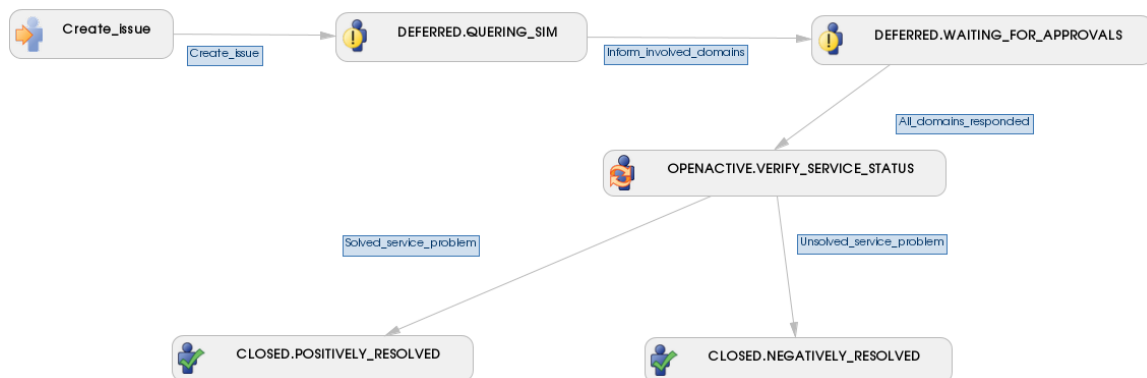 Create_issue
DEFERRED.QUERING_SIM
DEFERRED.WAITING_FOR_APPROVALS
Create_issue
Inform_involved_domains
All_domains_responded
OPENACTIVE.VERIFY_SERVICE_STATUS
Solved_service_problem
Unsolved_service_problem
CLOSED.POSITIVELY_RESOLVED
CLOSED.NEGATIVELY_RESOLVED